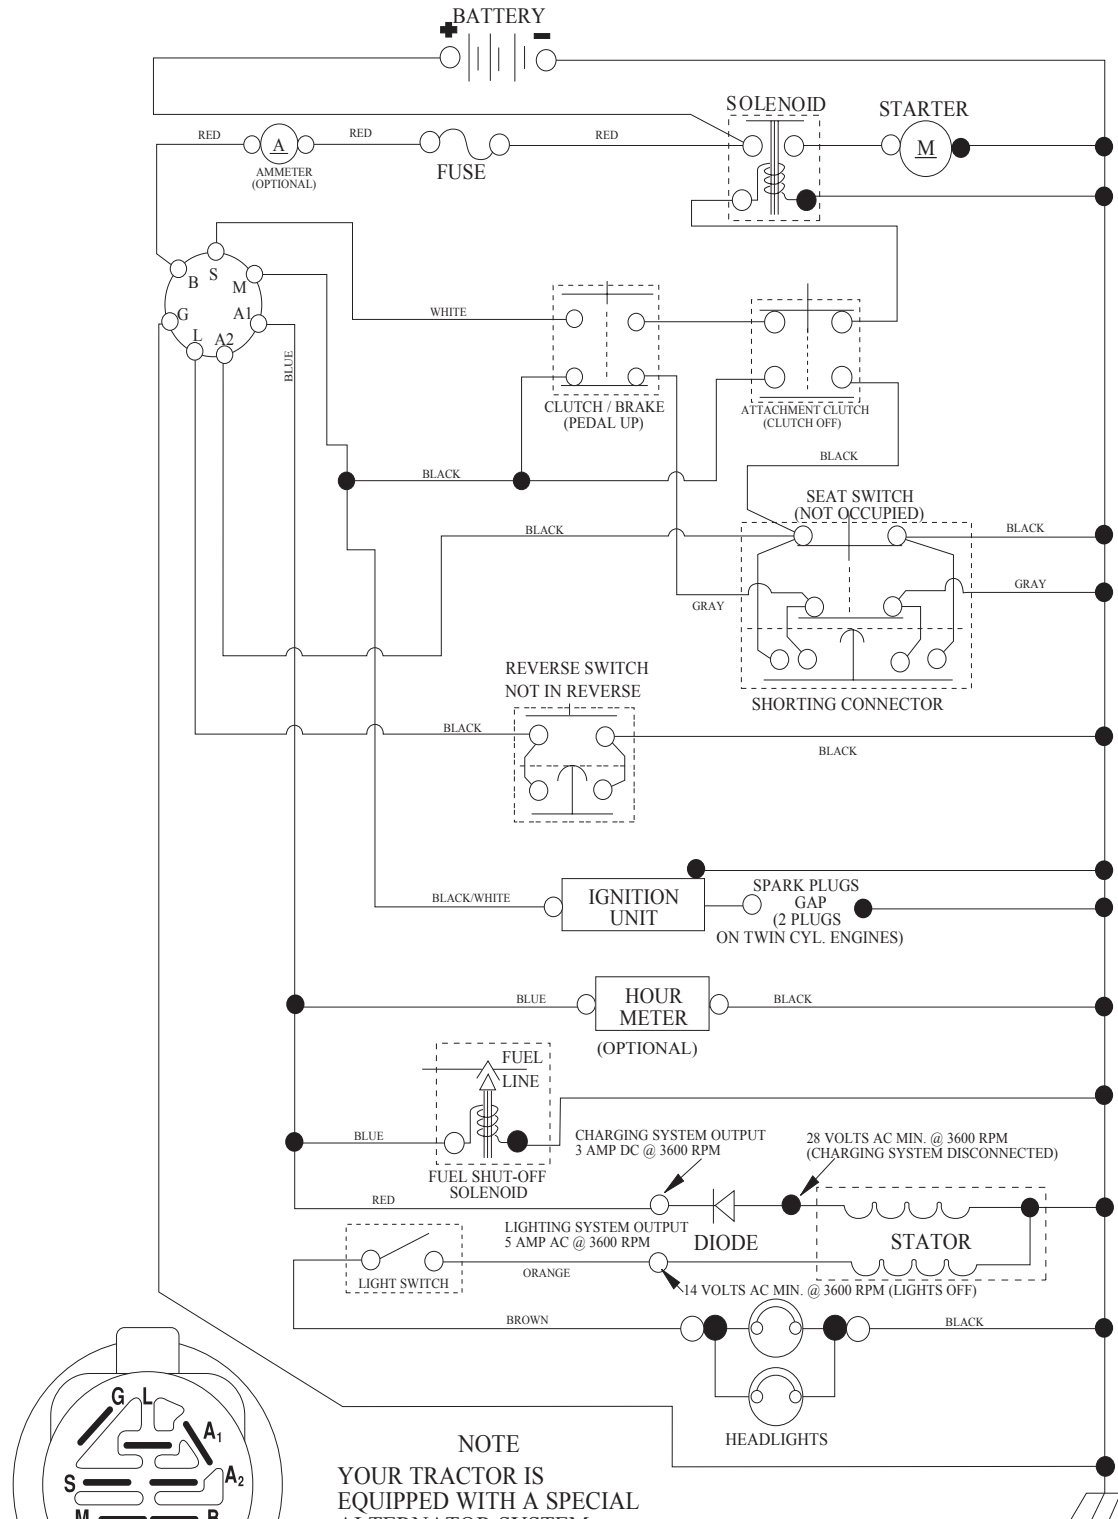 BATTERY
+ −
SOLENOID
STARTER
RED
RED
RED
A
M
AMMETER
(OPTIONAL)
FUSE
S
B
M
G
A1
L
A2
BLUE
WHITE
CLUTCH / BRAKE
(PEDAL UP)
ATTACHMENT CLUTCH
(CLUTCH OFF)
BLACK
BLACK
SEAT SWITCH
(NOT OCCUPIED)
BLACK
BLACK
GRAY
GRAY
REVERSE SWITCH
NOT IN REVERSE
SHORTING CONNECTOR
BLACK
BLACK
BLACK/WHITE
IGNITION
UNIT
SPARK PLUGS
GAP
(2 PLUGS
ON TWIN CYL. ENGINES)
BLUE
HOUR
METER
BLACK
(OPTIONAL)
FUEL
LINE
BLUE
FUEL SHUT-OFF
SOLENOID
CHARGING SYSTEM OUTPUT
3 AMP DC @ 3600 RPM
28 VOLTS AC MIN. @ 3600 RPM
(CHARGING SYSTEM DISCONNECTED)
RED
LIGHTING SYSTEM OUTPUT
5 AMP AC @ 3600 RPM
DIODE
STATOR
LIGHT SWITCH
ORANGE
14 VOLTS AC MIN. @ 3600 RPM (LIGHTS OFF)
BROWN
BLACK
HEADLIGHTS
G L
A1
A2
S
M B
NOTE
YOUR TRACTOR IS
EQUIPPED WITH A SPECIAL
ALTERNATOR SYSTEM